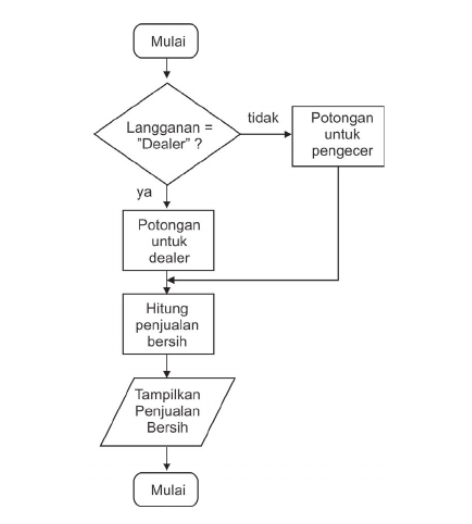 Mulai
Langganan =
"Dealer" ?
tidak
Potongan
untuk
pengecer
ya
Potongan
untuk
dealer
Hitung
penjualan
bersih
Tampilkan
Penjualan
Bersih
Mulai